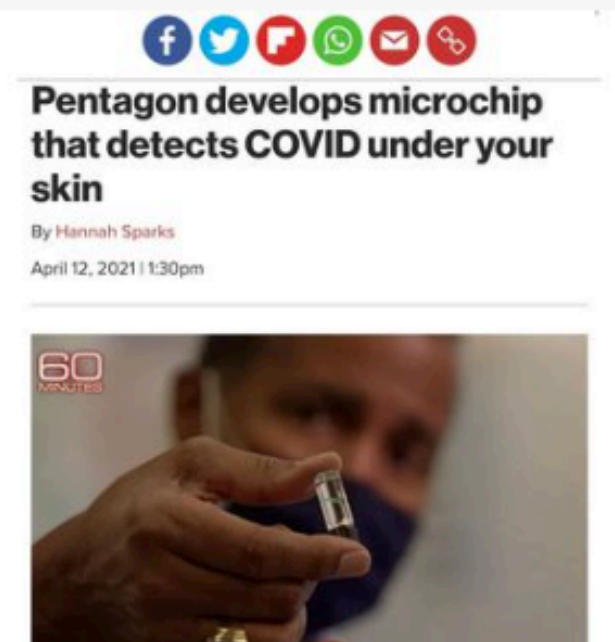 Pentagon develops microchip
that detects COVID under your
skin
By Hannah Sparks
April 12, 2021 | 1:30pm
60
MINUTES